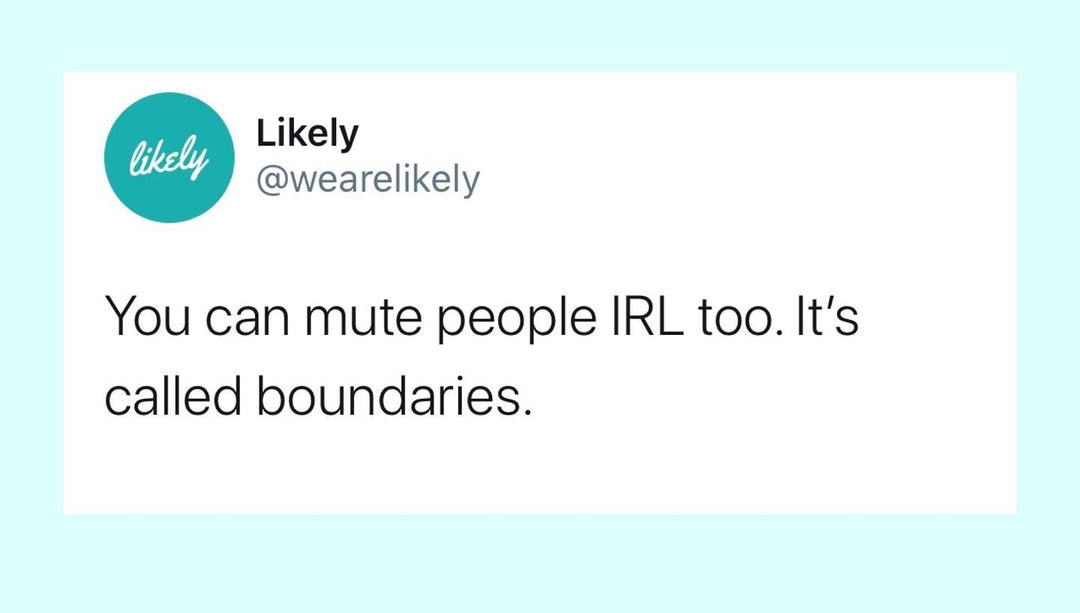 likely
Likely
@wearelikely
You can mute people IRL too. It’s
called boundaries.